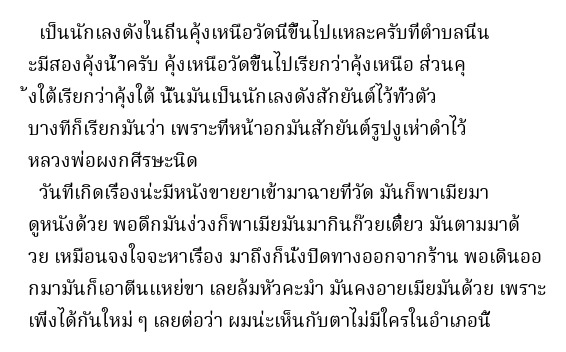 เป็นนักเลงดังในถิ่นคุ้งเหนือวัดนี่ขึ้นไปแหละครับที่ตำบลนี้น
ะมีสองคุ้งน้ำครับ คุ้งเหนือวัดขึ้นไปเรียกว่าคุ้งเหนือ ส่วนคุ
้งใต้เรียกว่าคุ้งใต้ นั้นมันเป็นนักเลงดังสักยันต์ไว้ทั่วตัว
บางทีก็เรียกมันว่า เพราะที่หน้าอกมันสักยันต์รูปงูเห่าดำไว้
หลวงพ่อผงกศีรษะนิด
วันที่เกิดเรื่องน่ะมีหนังขายยาเข้ามาฉายที่วัด มันก็พาเมียมา
ดูหนังด้วย พอดึกมันง่วงก็พาเมียมันมากินก๊วยเตี๋ยว มันตามมาด้
วย เหมือนจงใจจะหาเรื่อง มาถึงก็นั่งปิดทางออกจากร้าน พอเดินออ
กมามันก็เอาตีนแหย่ขา เลยล้มหัวคะมำ มันคงอายเมียมันด้วย เพราะ
เพิ่งได้กันใหม่ ๆ เลยต่อว่า ผมน่ะเห็นกับตาไม่มีใครในอำเภอนี้